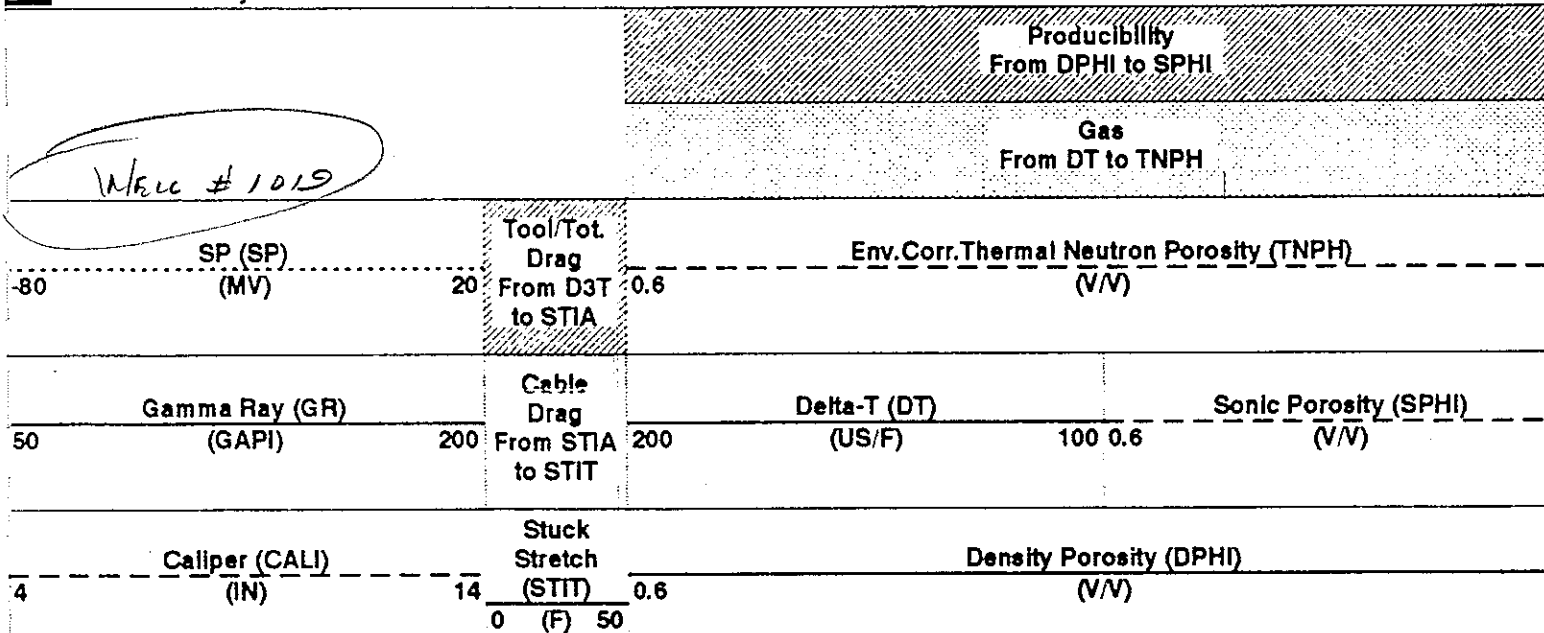 Producibility
From DPHI to SPHI
Gas
From DT to TNPH
Well # 1019
SP (SP)
-80 (MV) 20
Tool/Tot.
Drag
From D3T
to STIA
Env.Corr.Thermal Neutron Porosity (TNPH)
0.6 (V/V)
Gamma Ray (GR)
50 (GAPI) 200
Cable
Drag
From STIA
to STIT
Delta-T (DT)
200 (US/F) 100
Sonic Porosity (SPHI)
0.6 (V/V)
Caliper (CALI)
4 (IN) 14
Stuck
Stretch
(STIT)
0 (F) 50
Density Porosity (DPHI)
0.6 (V/V)